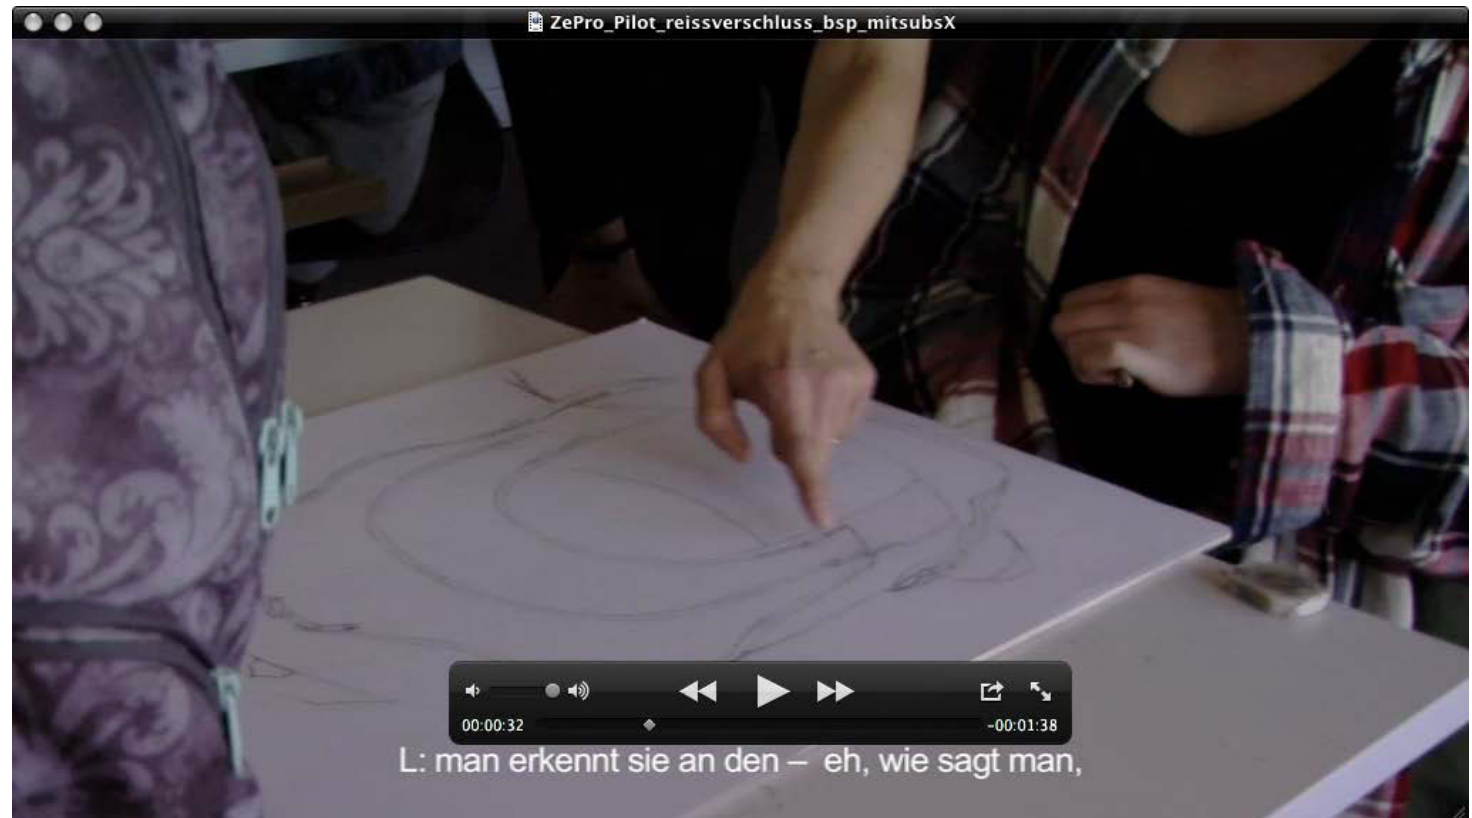 ZePro_Pilot_reissverschluss_bsp_mitsubsX
00:00:32
-00:01:38
L: man erkennt sie an den – eh, wie sagt man,